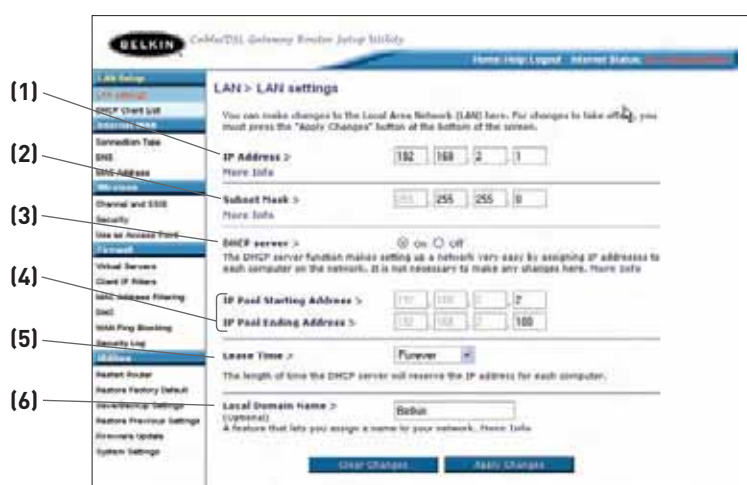 BELKIN Cable/DSL Gateway Router Setup Utility
Home|Help|Logout Internet Status:
LAN Setup
LAN Settings
DHCP Client List
Connection Type
DNS
MAC Address
Wireless
Channel and SSID
Security
Use as Access Point
Firewall
Virtual Servers
Client IP Filters
MAC Address Filtering
DMZ
WAN Ping Blocking
Security Log
Utilities
Restart Router
Restore Factory Default
Save/Backup Settings
Restore Previous Settings
Firmware Update
System Settings
LAN > LAN settings
You can make changes to the Local Area Network (LAN) here. For changes to take effect, you
must press the "Apply Changes" button at the bottom of the screen.
(1)
IP Address > 192 . 168 . 2 . 1
More Info
(2)
Subnet Mask > 255 . 255 . 255 . 0
More Info
(3)
DHCP server > on off
The DHCP server function makes setting up a network very easy by assigning IP addresses to
each computer on the network. It is not necessary to make any changes here. More Info
(4)
IP Pool Starting Address > 192 . 168 . 2 . 2
IP Pool Ending Address > 192 . 168 . 2 . 100
(5)
Lease Time > Forever
The length of time the DHCP server will reserve the IP address for each computer.
(6)
Local Domain Name > Belkin
(Optional)
A feature that lets you assign a name to your network. More Info
Clear Changes Apply Changes